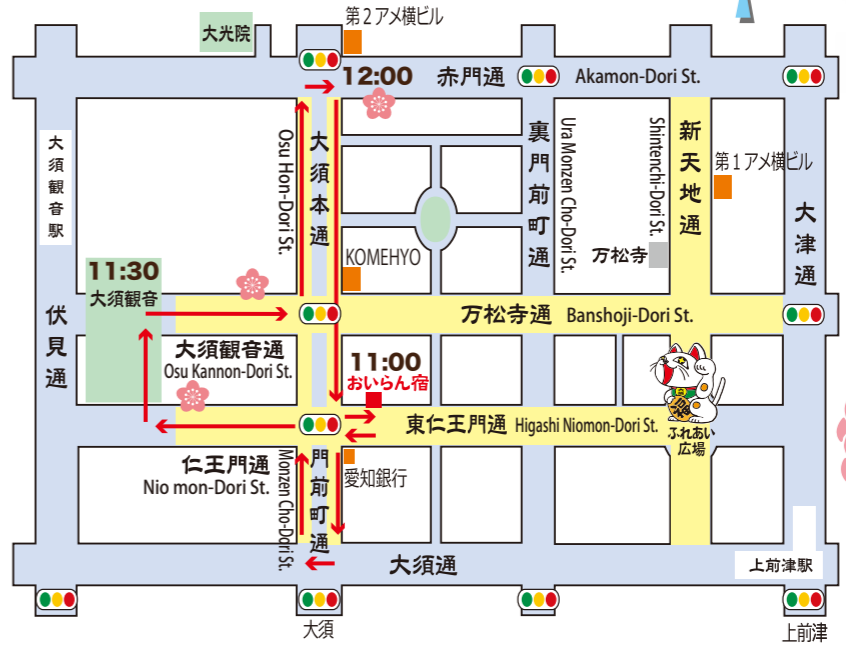 第2アメ横ビル
大光院
12:00
赤門通
Akamon-Dori St.
大須観音駅
Osu Hon-Dori St.
大須本通
裏門前町通
Ura Monzen Cho-Dori St.
Shintenchi-Dori St.
新天地通
第1アメ横ビル
大津通
万松寺
KOMEHYO
11:30
大須観音
伏見通
万松寺通
Banshoji-Dori St.
大須観音通
Osu Kannon-Dori St.
11:00
おいらん宿
東仁王門通
Higashi Niomon-Dori St.
ふれあい
広場
仁王門通
Nio mon-Dori St.
Monzen Cho-Dori St.
門前町通
愛知銀行
大須通
上前津駅
大須
上前津